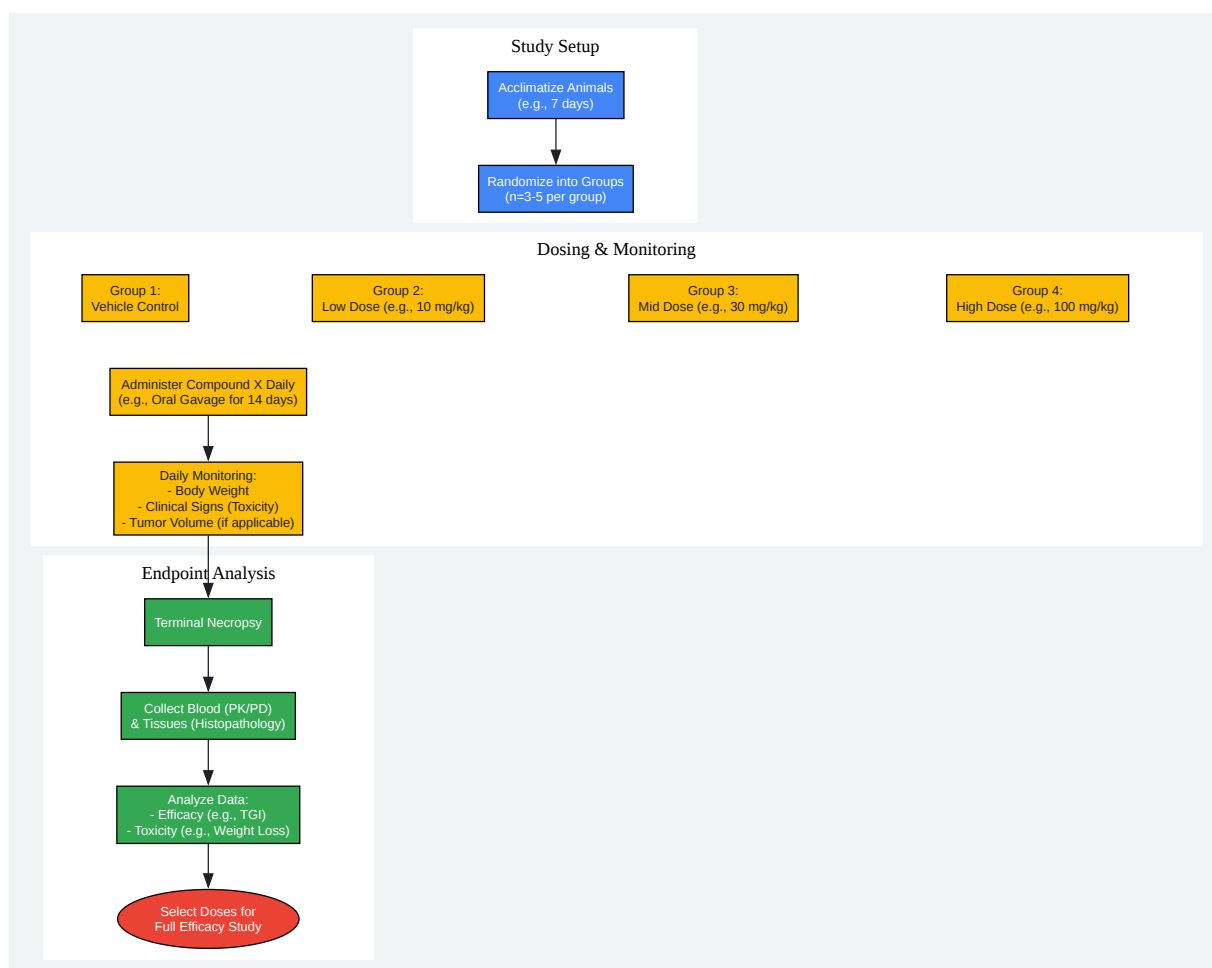 Study Setup
Acclimatize Animals
(e.g., 7 days)
Randomize into Groups
(n=3-5 per group)
Dosing & Monitoring
Group 1:
Vehicle Control
Group 2:
Low Dose (e.g., 10 mg/kg)
Group 3:
Mid Dose (e.g., 30 mg/kg)
Group 4:
High Dose (e.g., 100 mg/kg)
Administer Compound X Daily
(e.g., Oral Gavage for 14 days)
Daily Monitoring:
- Body Weight
- Clinical Signs (Toxicity)
- Tumor Volume (if applicable)
Endpoint Analysis
Terminal Necropsy
Collect Blood (PK/PD)
& Tissues (Histopathology)
Analyze Data:
- Efficacy (e.g., TGI)
- Toxicity (e.g., Weight Loss)
Select Doses for
Full Efficacy Study